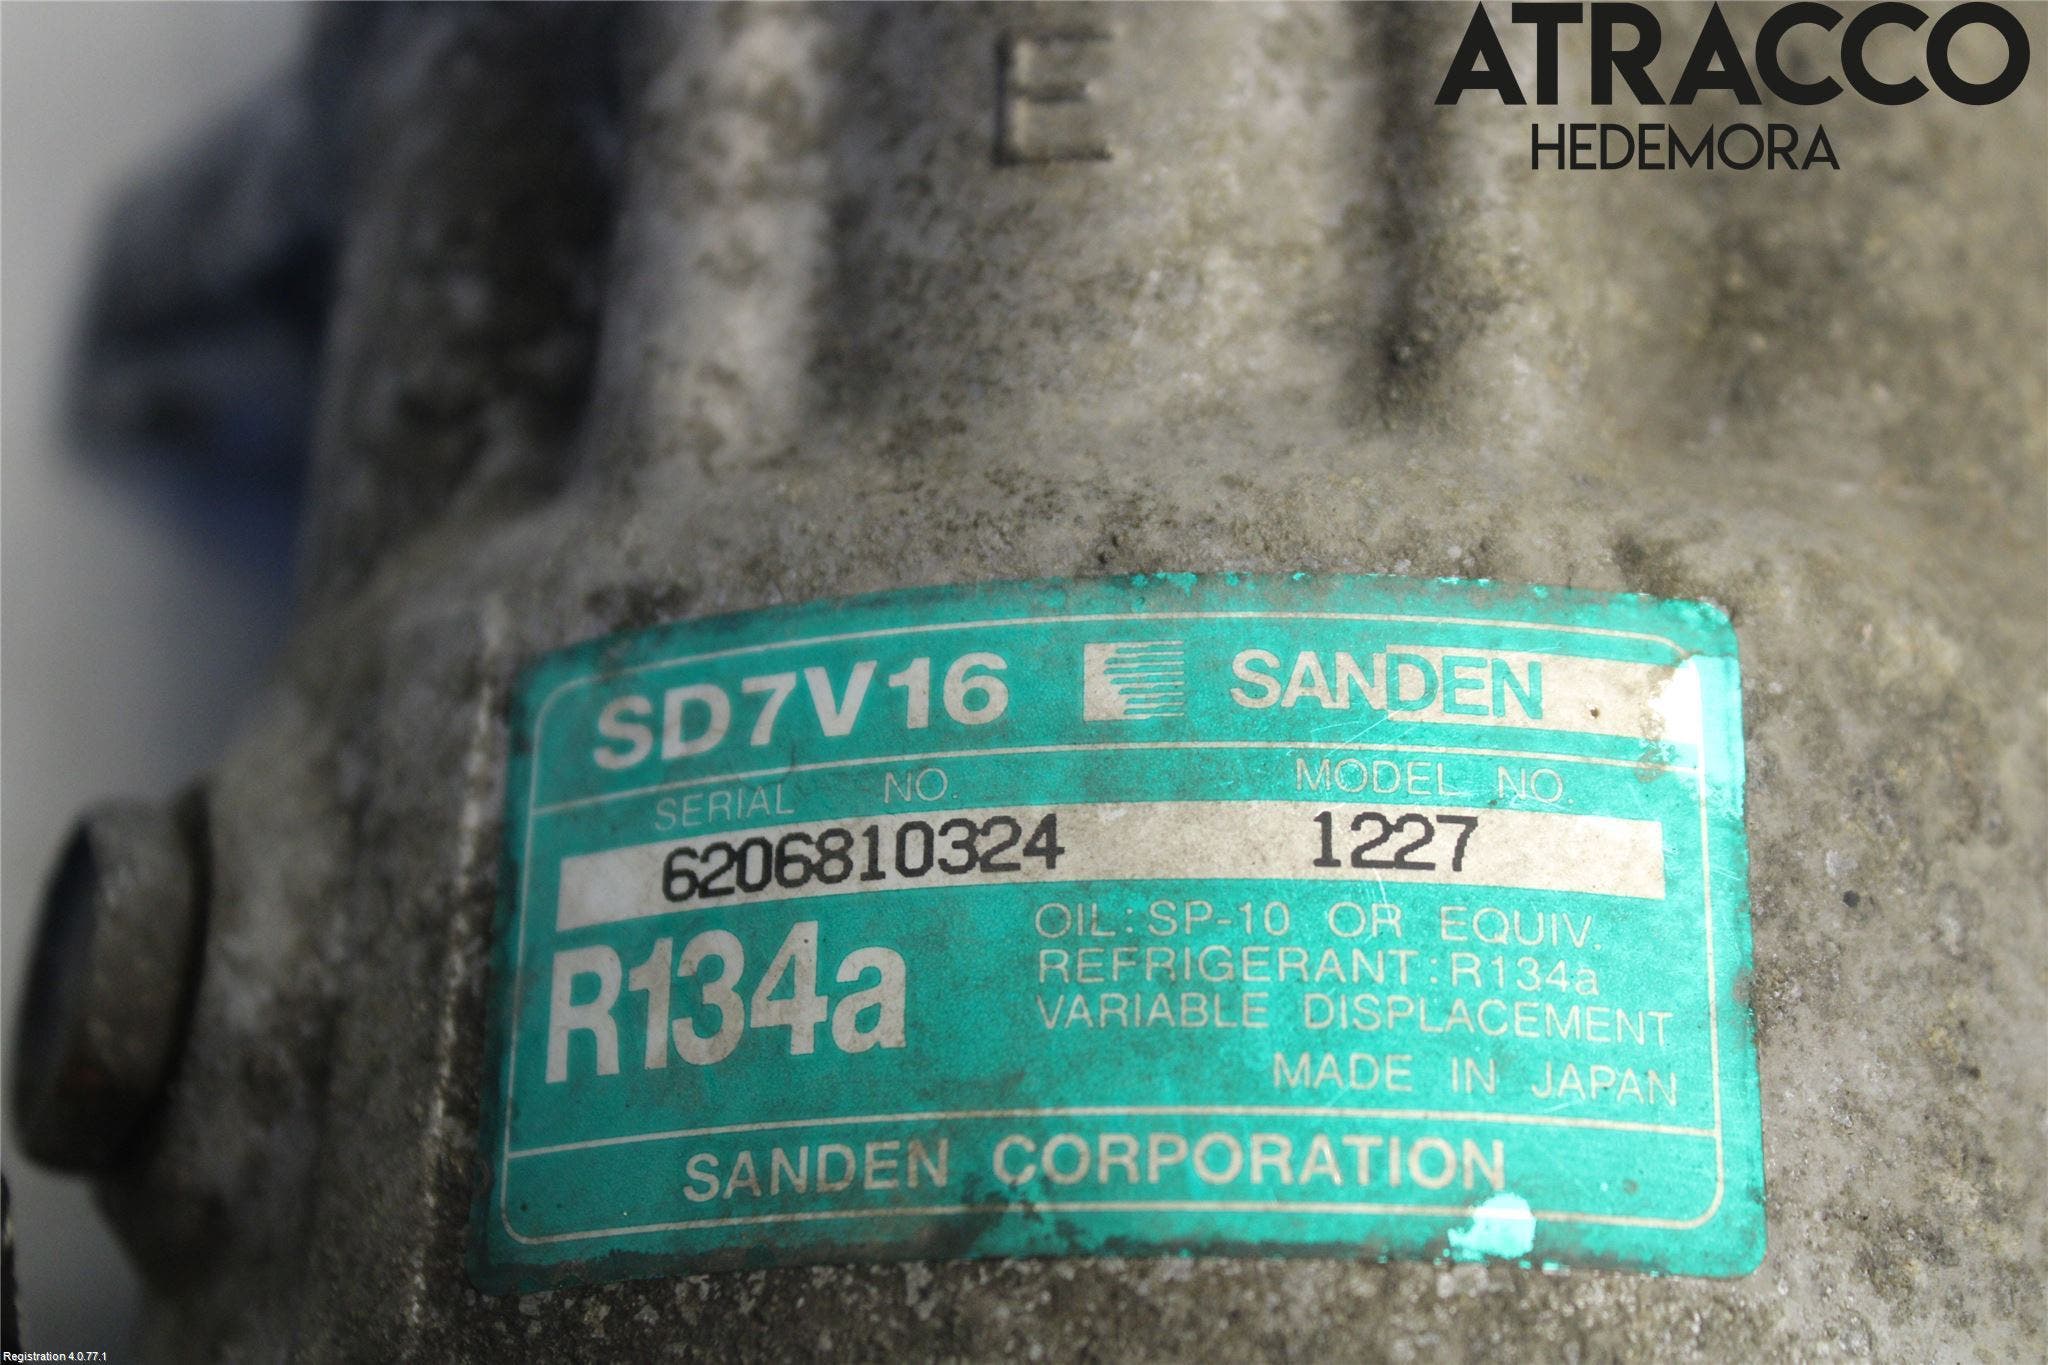 ATRACCO
HEDEMORA
E
SD7V16 SANDEN
SERIAL NO. MODEL NO.
6206810324 1227
R134a
OIL: SP-10 OR EQUIV.
REFRIGERANT: R134a
VARIABLE DISPLACEMENT
MADE IN JAPAN
SANDEN CORPORATION
Registration 4.0.77.1